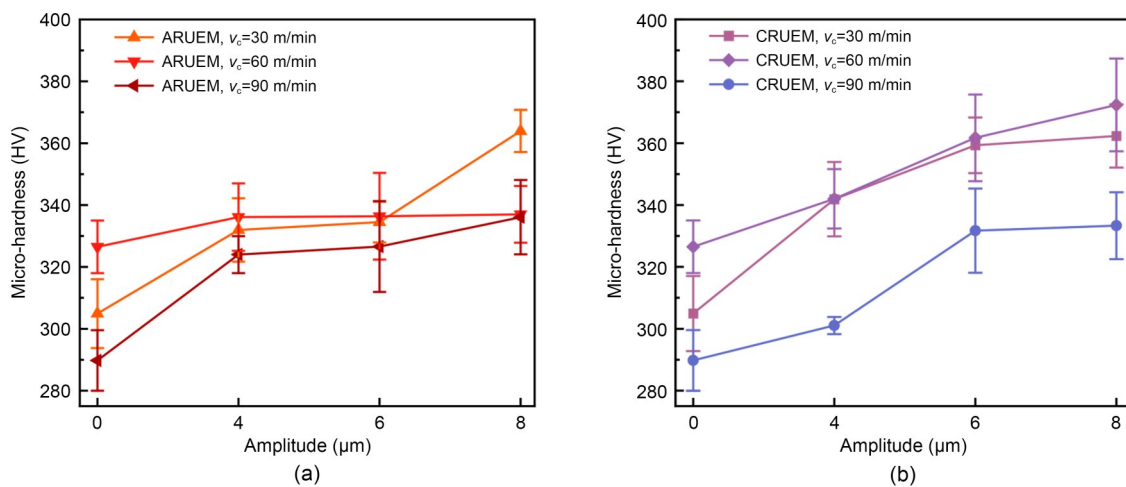 400
380
360
340
320
300
280
Micro-hardness (HV)
ARUEM, vc=30 m/min
ARUEM, vc=60 m/min
ARUEM, vc=90 m/min
0 4 6 8
Amplitude (µm)
(a)
400
380
360
340
320
300
280
Micro-hardness (HV)
CRUEM, vc=30 m/min
CRUEM, vc=60 m/min
CRUEM, vc=90 m/min
0 4 6 8
Amplitude (µm)
(b)